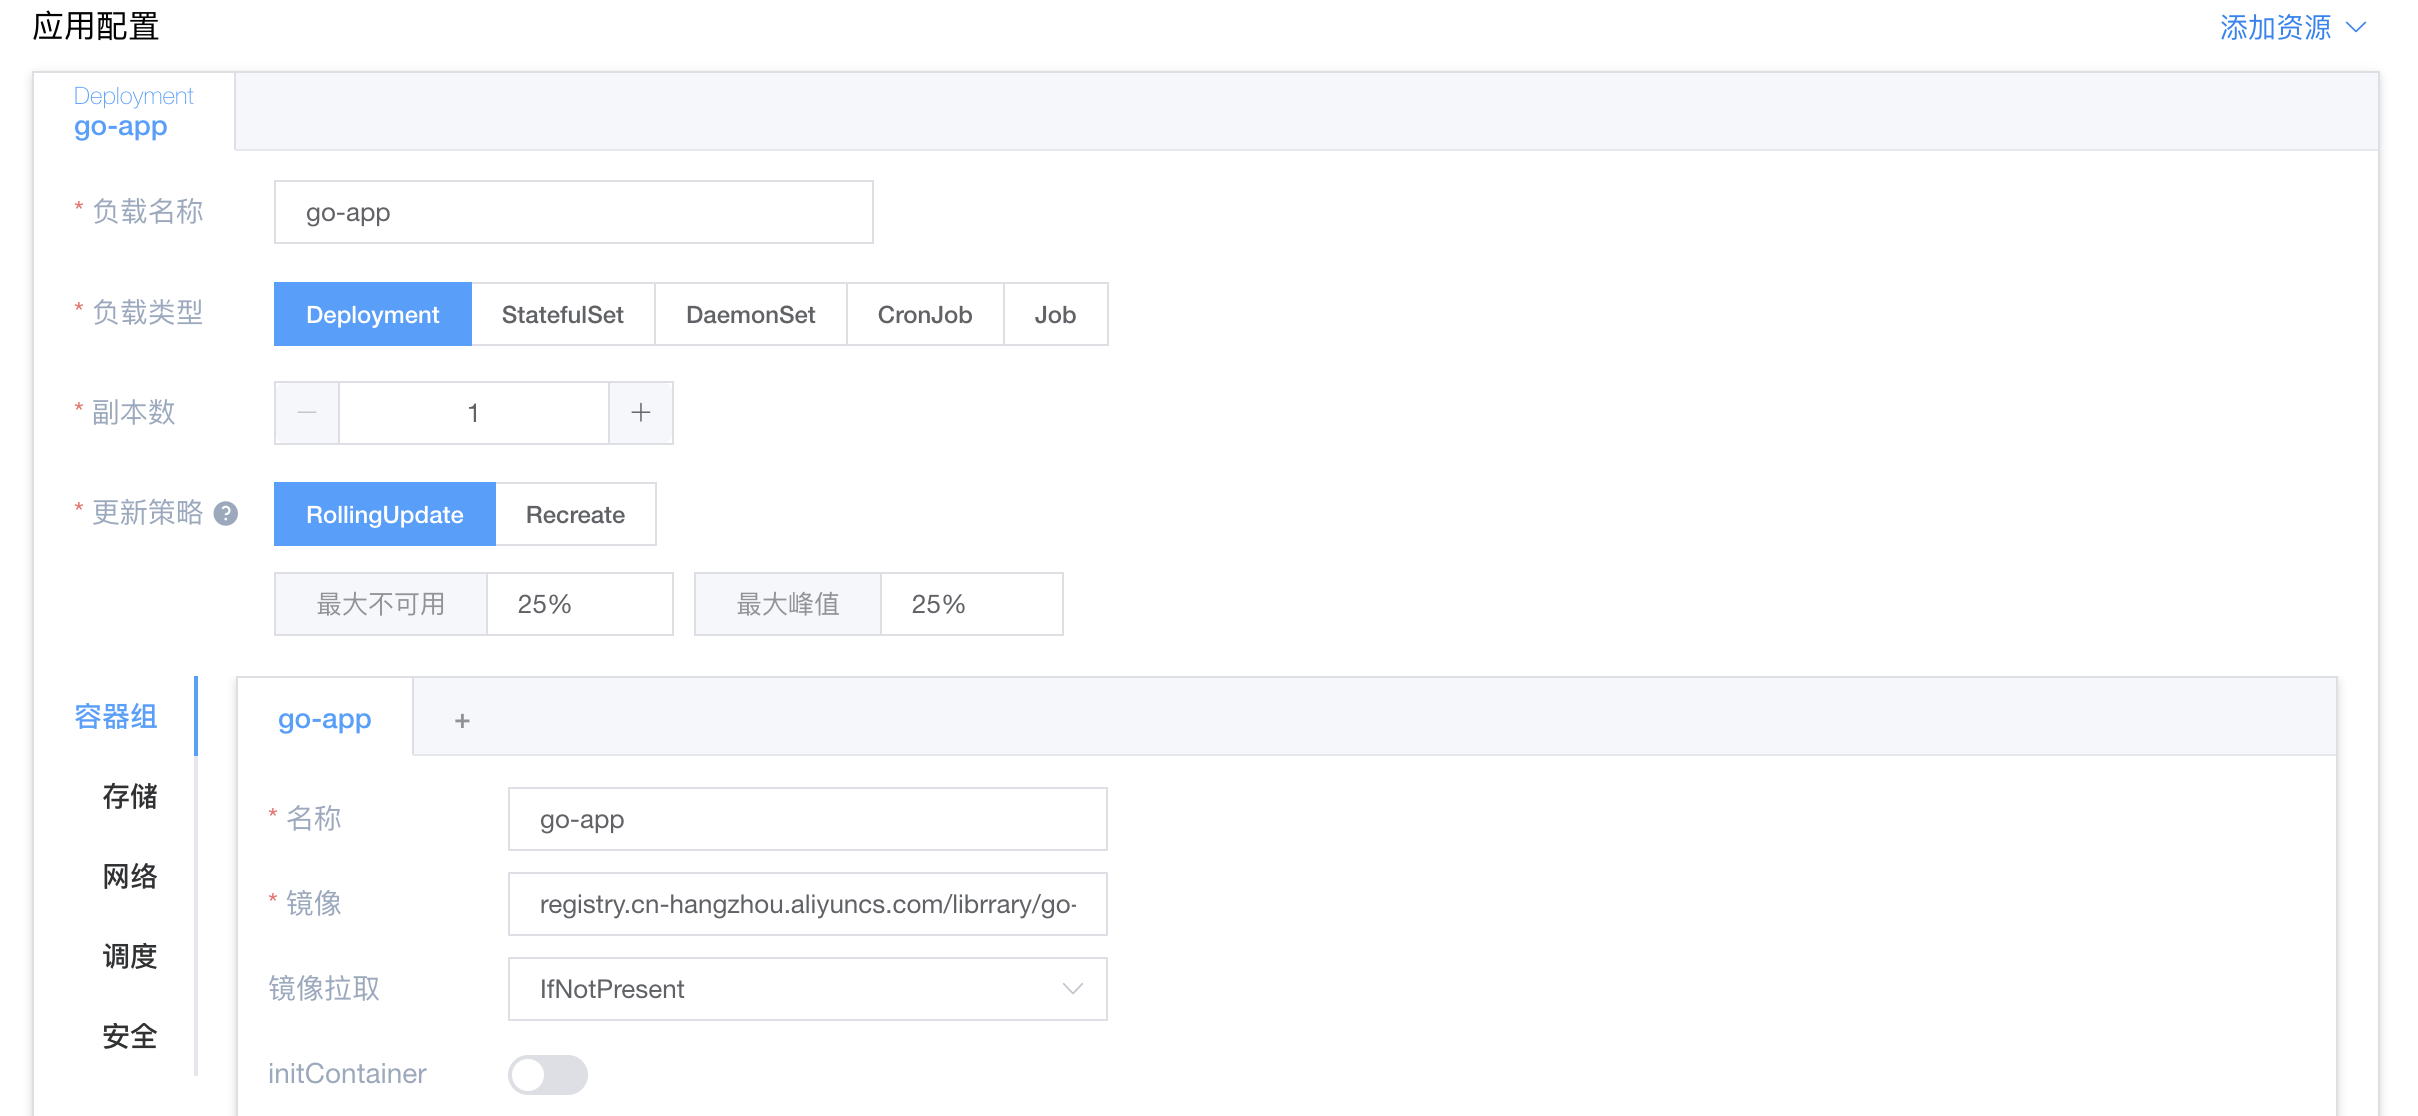 应用配置
添加资源
Deployment
go-app
* 负载名称
go-app
* 负载类型
Deployment
StatefulSet
DaemonSet
CronJob
Job
* 副本数
1
* 更新策略
RollingUpdate
Recreate
最大不可用
25%
最大峰值
25%
容器组
存储
网络
调度
安全
go-app
+
* 名称
go-app
* 镜像
registry.cn-hangzhou.aliyuncs.com/librrary/go-
镜像拉取
IfNotPresent
initContainer